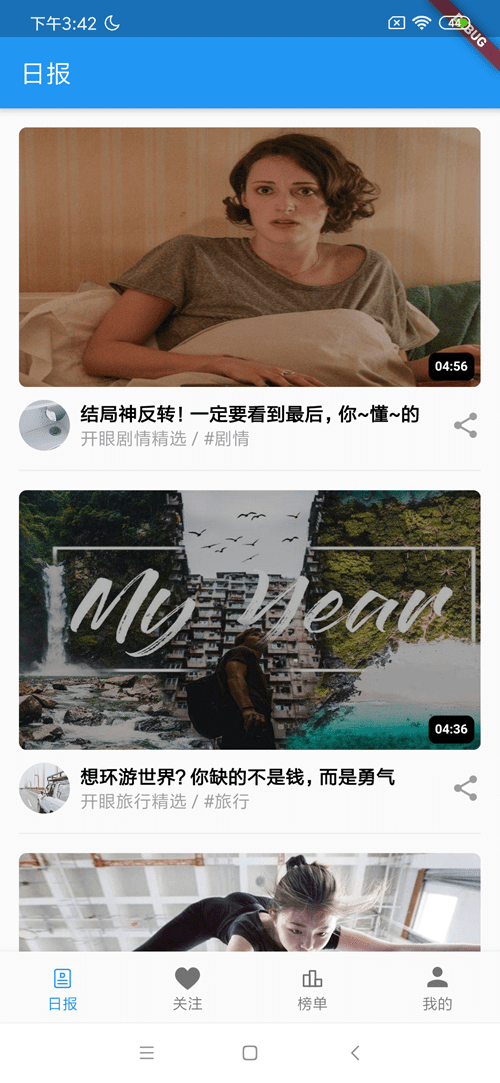 下午3:42
44
DEBUG
日报
04:56
结局神反转！一定要看到最后，你~懂~的
开眼剧情精选 / #剧情
My Year
04:36
想环游世界？你缺的不是钱，而是勇气
开眼旅行精选 / #旅行
日报
关注
榜单
我的